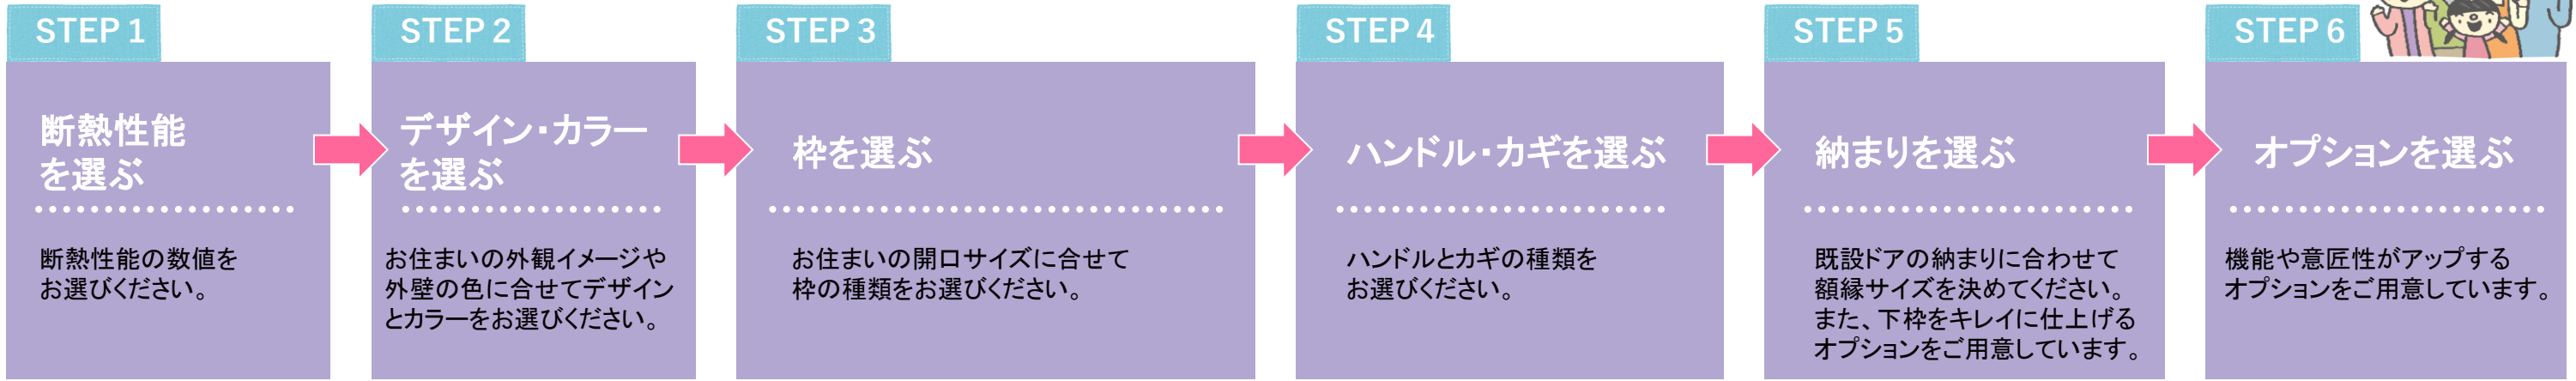 STEP 1
断熱性能
を選ぶ
断熱性能の数値を
お選びください。
STEP 2
デザイン・カラー
を選ぶ
お住まいの外観イメージや
外壁の色に合せてデザイン
とカラーをお選びください。
STEP 3
枠を選ぶ
お住まいの開口サイズに合せて
枠の種類をお選びください。
STEP 4
ハンドル・カギを選ぶ
ハンドルとカギの種類を
お選びください。
STEP 5
納まりを選ぶ
既設ドアの納まりに合わせて
額縁サイズを決めてください。
また、下枠をキレイに仕上げる
オプションをご用意しています。
STEP 6
オプションを選ぶ
機能や意匠性がアップする
オプションをご用意しています。